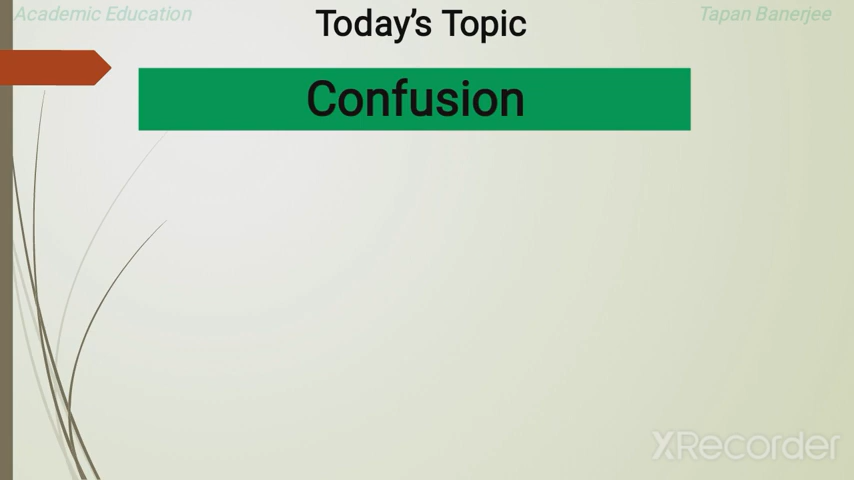 Academic Education
Tapan Banerjee
Today's Topic
Confusion
XRecorder